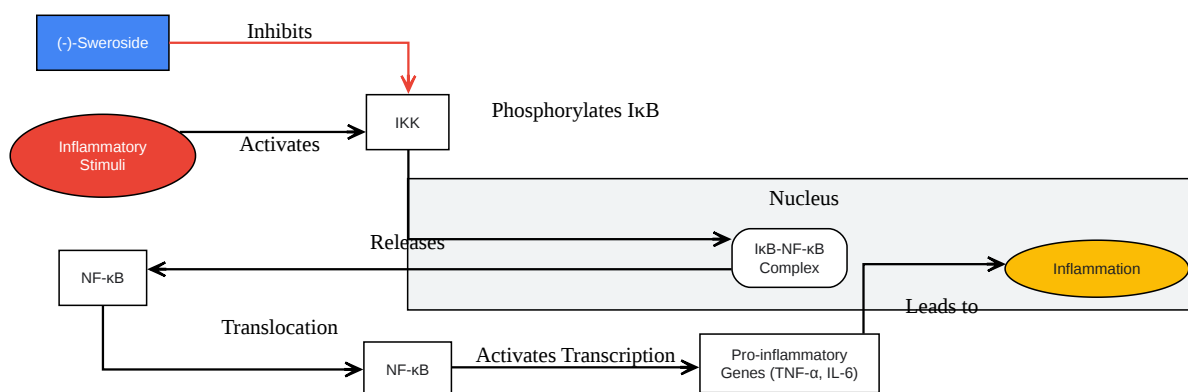 (-)-Sweroside
Inhibits
IKK
Phosphorylates IκB
Inflammatory
Stimuli
Activates
Nucleus
Releases
IκB-NF-κB
Complex
NF-κB
Inflammation
Leads to
Translocation
NF-κB
Activates Transcription
Pro-inflammatory
Genes (TNF-α, IL-6)